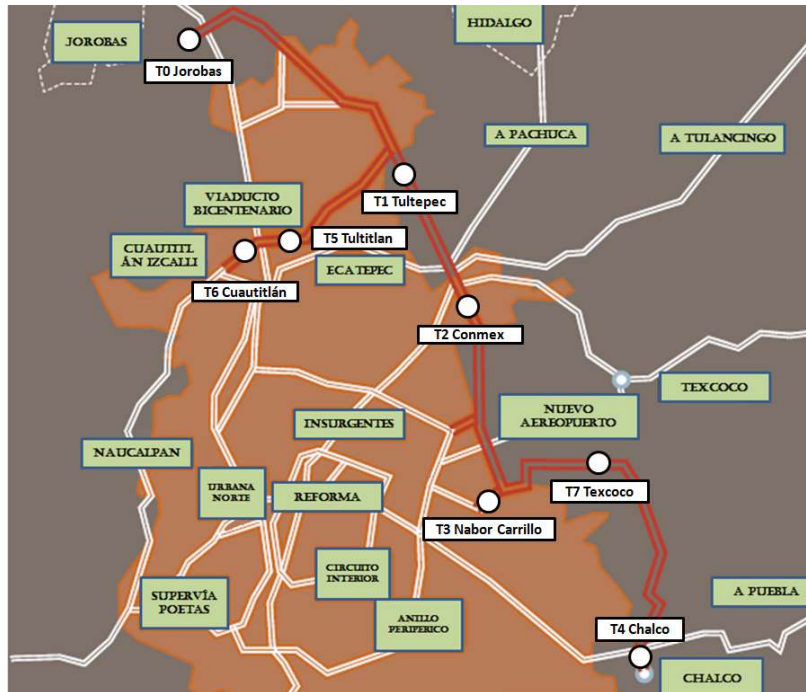 HIDALGO
JOROBAS
T0 Jorobas
A PACHUCA
A TULANCINGO
VIADUCTO
BICENTENARIO
T1 Tultepec
CUAUTITL
ÁN IZCALLI
T5 Tultitlan
ECATEPEC
T6 Cuautitlán
T2 Conmex
TEXCOCO
INSURGENTES
NUEVO
AEREOPUERTO
NAUCALPAN
URBANA
NORTE
REFORMA
T7 Texcoco
T3 Nabor Carrillo
CIRCUITO
INTERIOR
SUPERVÍA
POETAS
ANILLO
PERIFERICO
A PUEBLA
T4 Chalco
CHALCO